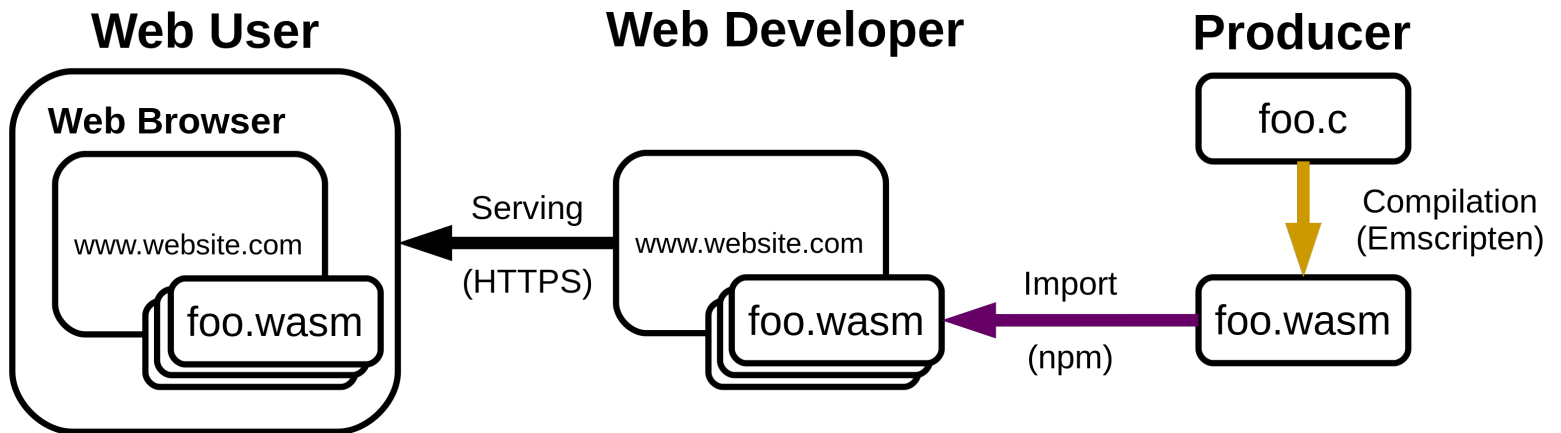 Web User
Web Browser
www.website.com
foo.wasm
Serving
(HTTPS)
Web Developer
www.website.com
foo.wasm
Import
(npm)
Producer
foo.c
Compilation
(Emscripten)
foo.wasm